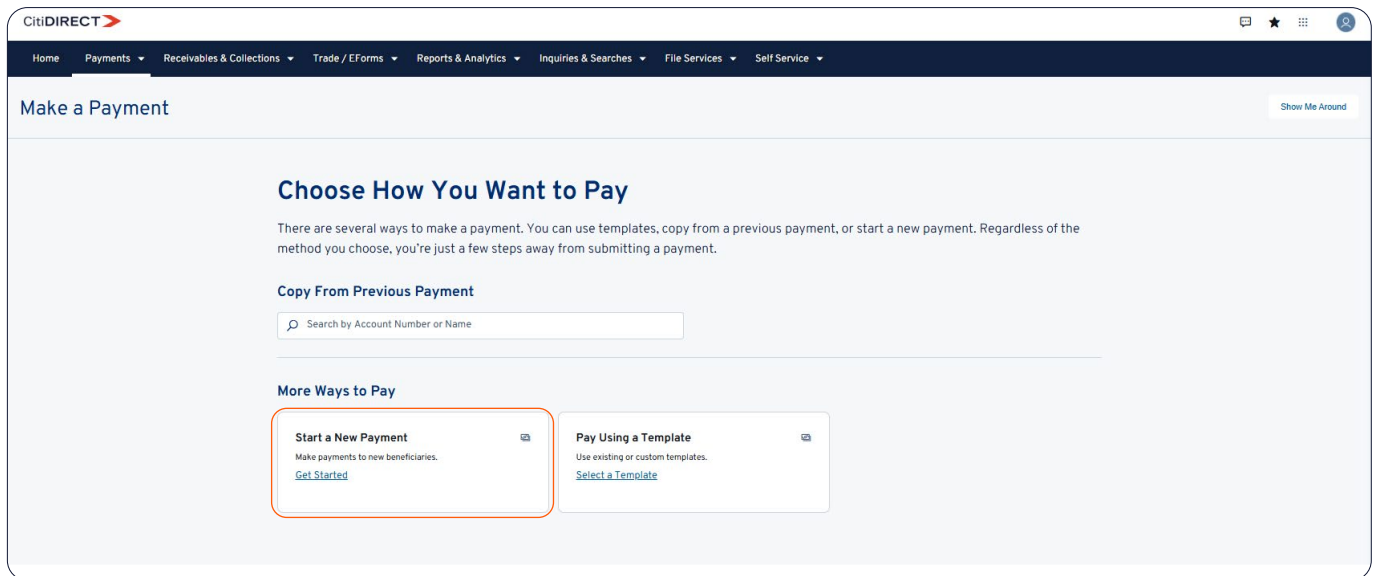 CitiDIRECT
Home Payments Receivables & Collections Trade / EForms Reports & Analytics Inquiries & Searches File Services Self Service
Make a Payment
Show Me Around
Choose How You Want to Pay
There are several ways to make a payment. You can use templates, copy from a previous payment, or start a new payment. Regardless of the
method you choose, you're just a few steps away from submitting a payment.
Copy From Previous Payment
Search by Account Number or Name
More Ways to Pay
Start a New Payment
Make payments to new beneficiaries.
Get Started
Pay Using a Template
Use existing or custom templates.
Select a Template